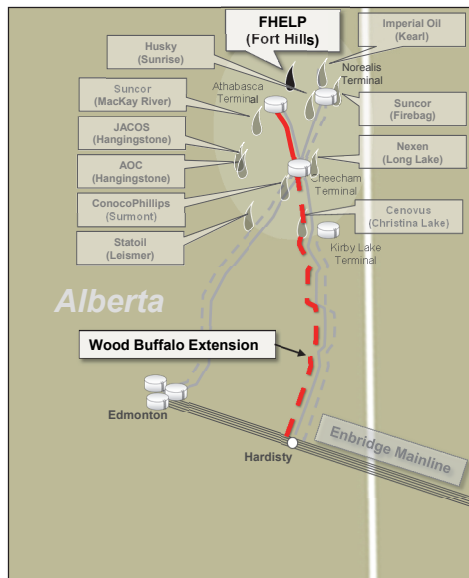 FHELP
(Fort Hills)
Imperial Oil
(Kearl)
Husky
(Sunrise)
Norealis
Terminal
Athabasca
Terminal
Suncor
(MacKay River)
Suncor
(Firebag)
JACOS
(Hangingstone)
Nexen
(Long Lake)
AOC
(Hangingstone)
Cheecham
Terminal
ConocoPhillips
(Surmont)
Cenovus
(Christina Lake)
Statoil
(Leismer)
Kirby Lake
Terminal
Alberta
Wood Buffalo Extension
Edmonton
Enbridge Mainline
Hardisty